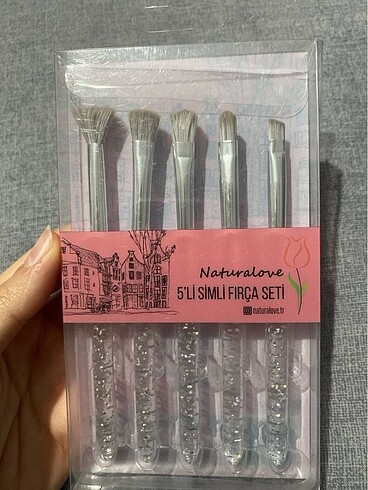 Naturalove
5'Lİ SİMLİ FIRÇA SETİ
naturalove.tr